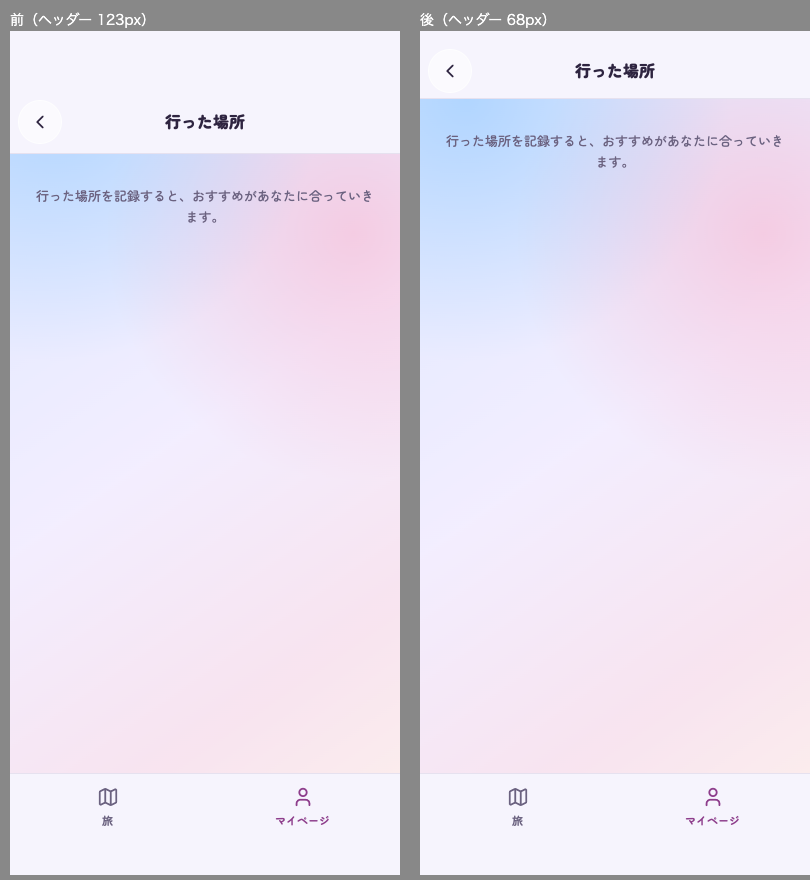 前（ヘッダー 123px）
行った場所
行った場所を記録すると、おすすめがあなたに合っていき
ます。
旅
マイページ
後（ヘッダー 68px）
行った場所
行った場所を記録すると、おすすめがあなたに合っていき
ます。
旅
マイページ